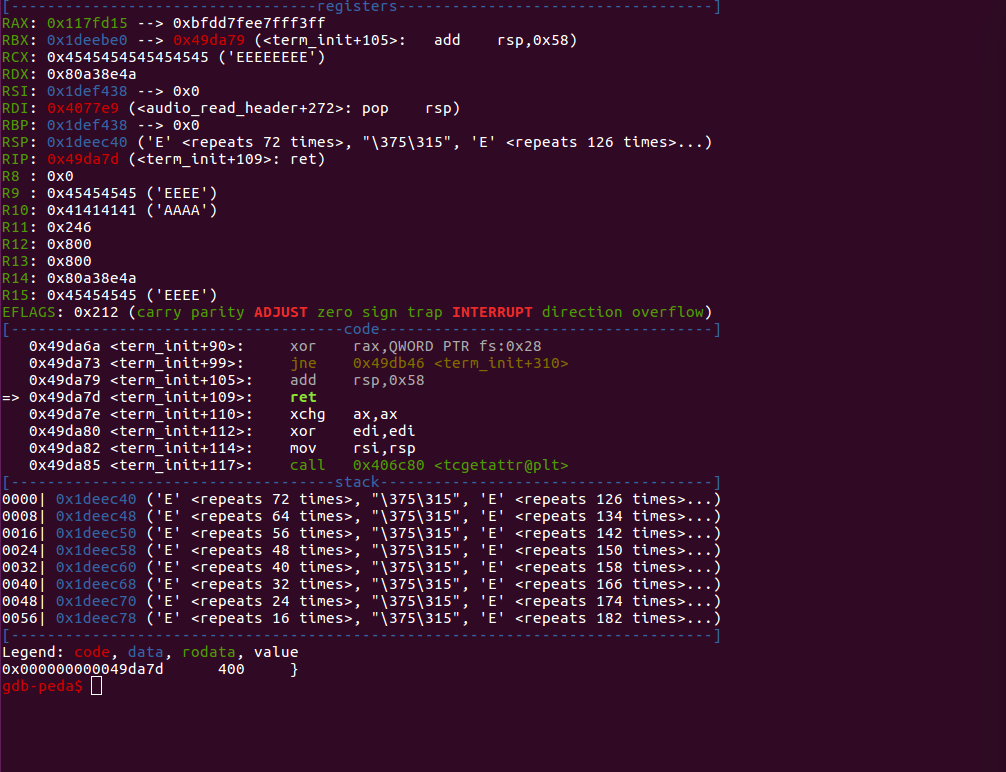 [----------------------------------registers-----------------------------------]
RAX: 0x117fd15 --> 0xbfdd7fee7fff3ff
RBX: 0x1deebe0 --> 0x49da79 (<term_init+105>:   add    rsp,0x58)
RCX: 0x4545454545454545 ('EEEEEEEE')
RDX: 0x80a38e4a
RSI: 0x1def438 --> 0x0
RDI: 0x4077e9 (<audio_read_header+272>: pop    rsp)
RBP: 0x1def438 --> 0x0
RSP: 0x1deec40 ('E' <repeats 72 times>, "\375\315", 'E' <repeats 126 times>...)
RIP: 0x49da7d (<term_init+109>: ret)
R8 : 0x0
R9 : 0x45454545 ('EEEE')
R10: 0x41414141 ('AAAA')
R11: 0x246
R12: 0x800
R13: 0x800
R14: 0x80a38e4a
R15: 0x45454545 ('EEEE')
EFLAGS: 0x212 (carry parity ADJUST zero sign trap INTERRUPT direction overflow)
[-------------------------------------code-------------------------------------]
   0x49da6a <term_init+90>:     xor    rax,QWORD PTR fs:0x28
   0x49da73 <term_init+99>:     jne    0x49db46 <term_init+310>
   0x49da79 <term_init+105>:    add    rsp,0x58
=> 0x49da7d <term_init+109>:    ret
   0x49da7e <term_init+110>:    xchg   ax,ax
   0x49da80 <term_init+112>:    xor    edi,edi
   0x49da82 <term_init+114>:    mov    rsi,rsp
   0x49da85 <term_init+117>:    call   0x406c80 <tcgetattr@plt>
[------------------------------------stack-------------------------------------]
0000| 0x1deec40 ('E' <repeats 72 times>, "\375\315", 'E' <repeats 126 times>...)
0008| 0x1deec48 ('E' <repeats 64 times>, "\375\315", 'E' <repeats 134 times>...)
0016| 0x1deec50 ('E' <repeats 56 times>, "\375\315", 'E' <repeats 142 times>...)
0024| 0x1deec58 ('E' <repeats 48 times>, "\375\315", 'E' <repeats 150 times>...)
0032| 0x1deec60 ('E' <repeats 40 times>, "\375\315", 'E' <repeats 158 times>...)
0040| 0x1deec68 ('E' <repeats 32 times>, "\375\315", 'E' <repeats 166 times>...)
0048| 0x1deec70 ('E' <repeats 24 times>, "\375\315", 'E' <repeats 174 times>...)
0056| 0x1deec78 ('E' <repeats 16 times>, "\375\315", 'E' <repeats 182 times>...)
[------------------------------------------------------------------------------]
Legend: code, data, rodata, value
0x000000000049da7d      400     }
gdb-peda$